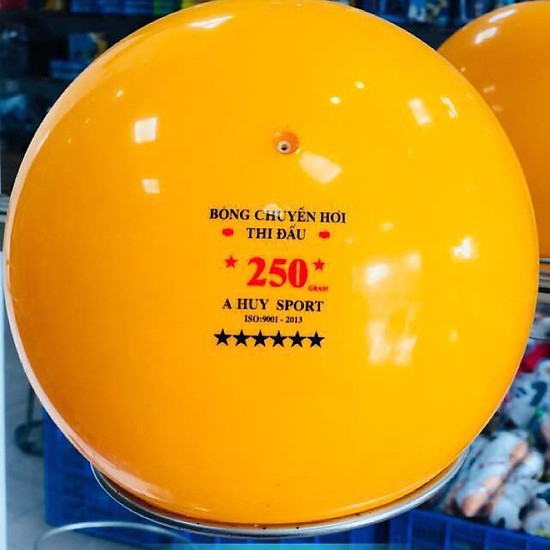 BÓNG CHUYỀN HƠI
THI ĐẤU
250
GRAM
A HUY SPORT
ISO:9001 - 2013